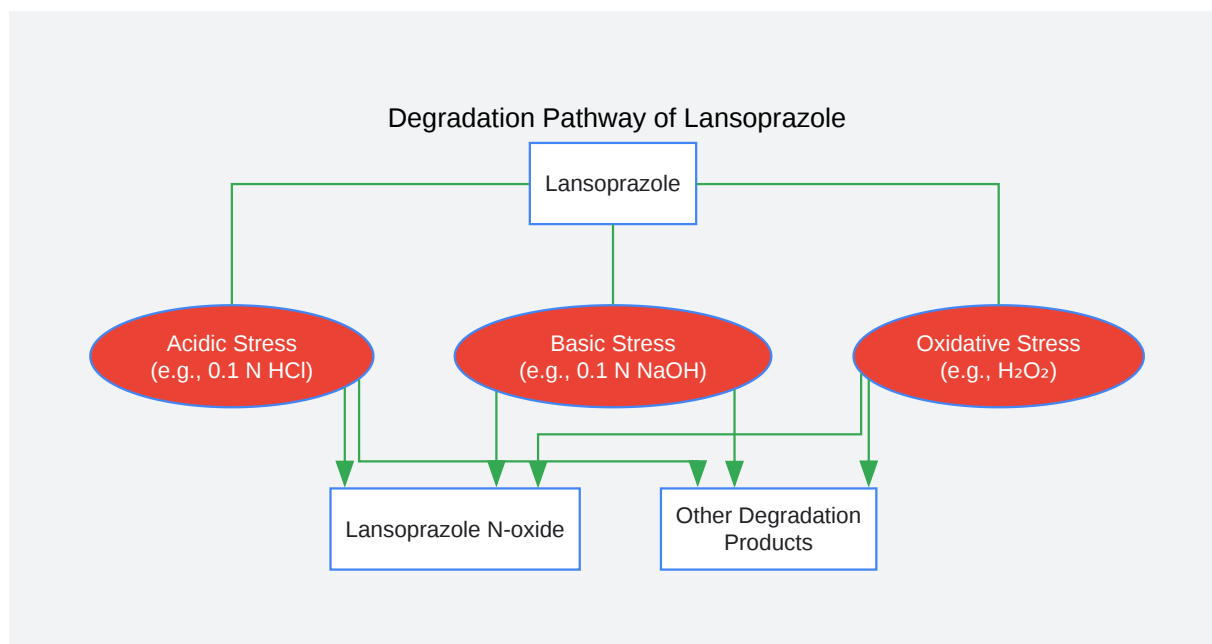 Degradation Pathway of Lansoprazole
Lansoprazole
Acidic Stress
(e.g., 0.1 N HCl)
Basic Stress
(e.g., 0.1 N NaOH)
Oxidative Stress
(e.g., H₂O₂)
Lansoprazole N-oxide
Other Degradation
Products